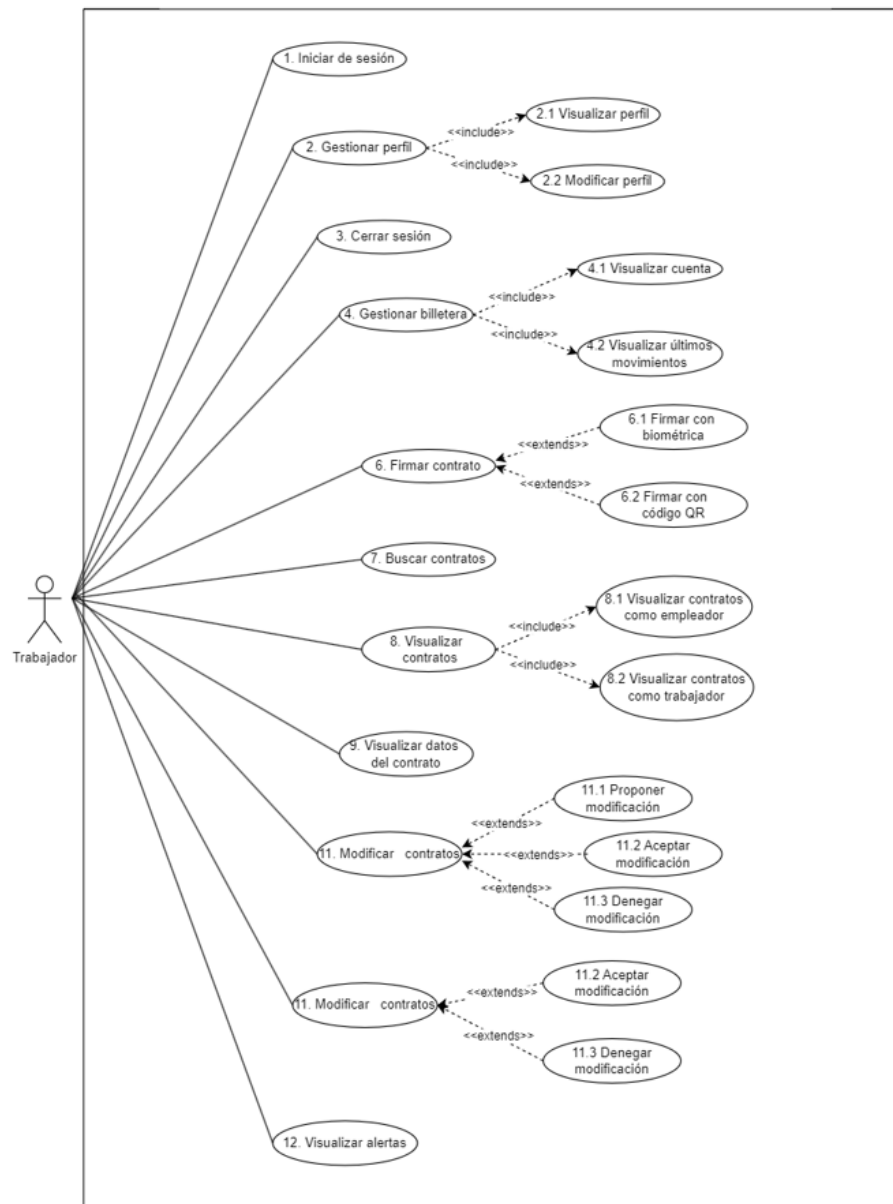 1. Iniciar de sesión
2.1 Visualizar perfil
<<include>>
2. Gestionar perfil
<<include>>
2.2 Modificar perfil
3. Cerrar sesión
4.1 Visualizar cuenta
<<include>>
4. Gestionar billetera
<<include>>
4.2 Visualizar últimos
movimientos
6.1 Firmar con
biométrica
<<extends>>
6. Firmar contrato
<<extends>>
6.2 Firmar con
código QR
7. Buscar contratos
8.1 Visualizar contratos
como empleador
<<include>>
8. Visualizar
contratos
<<include>>
8.2 Visualizar contratos
como trabajador
Trabajador
9. Visualizar datos
del contrato
11.1 Proponer
modificación
<<extends>>
11. Modificar contratos
<<extends>>
11.2 Aceptar
modificación
<<extends>>
11.3 Denegar
modificación
11.2 Aceptar
modificación
<<extends>>
11. Modificar contratos
<<extends>>
11.3 Denegar
modificación
12. Visualizar alertas